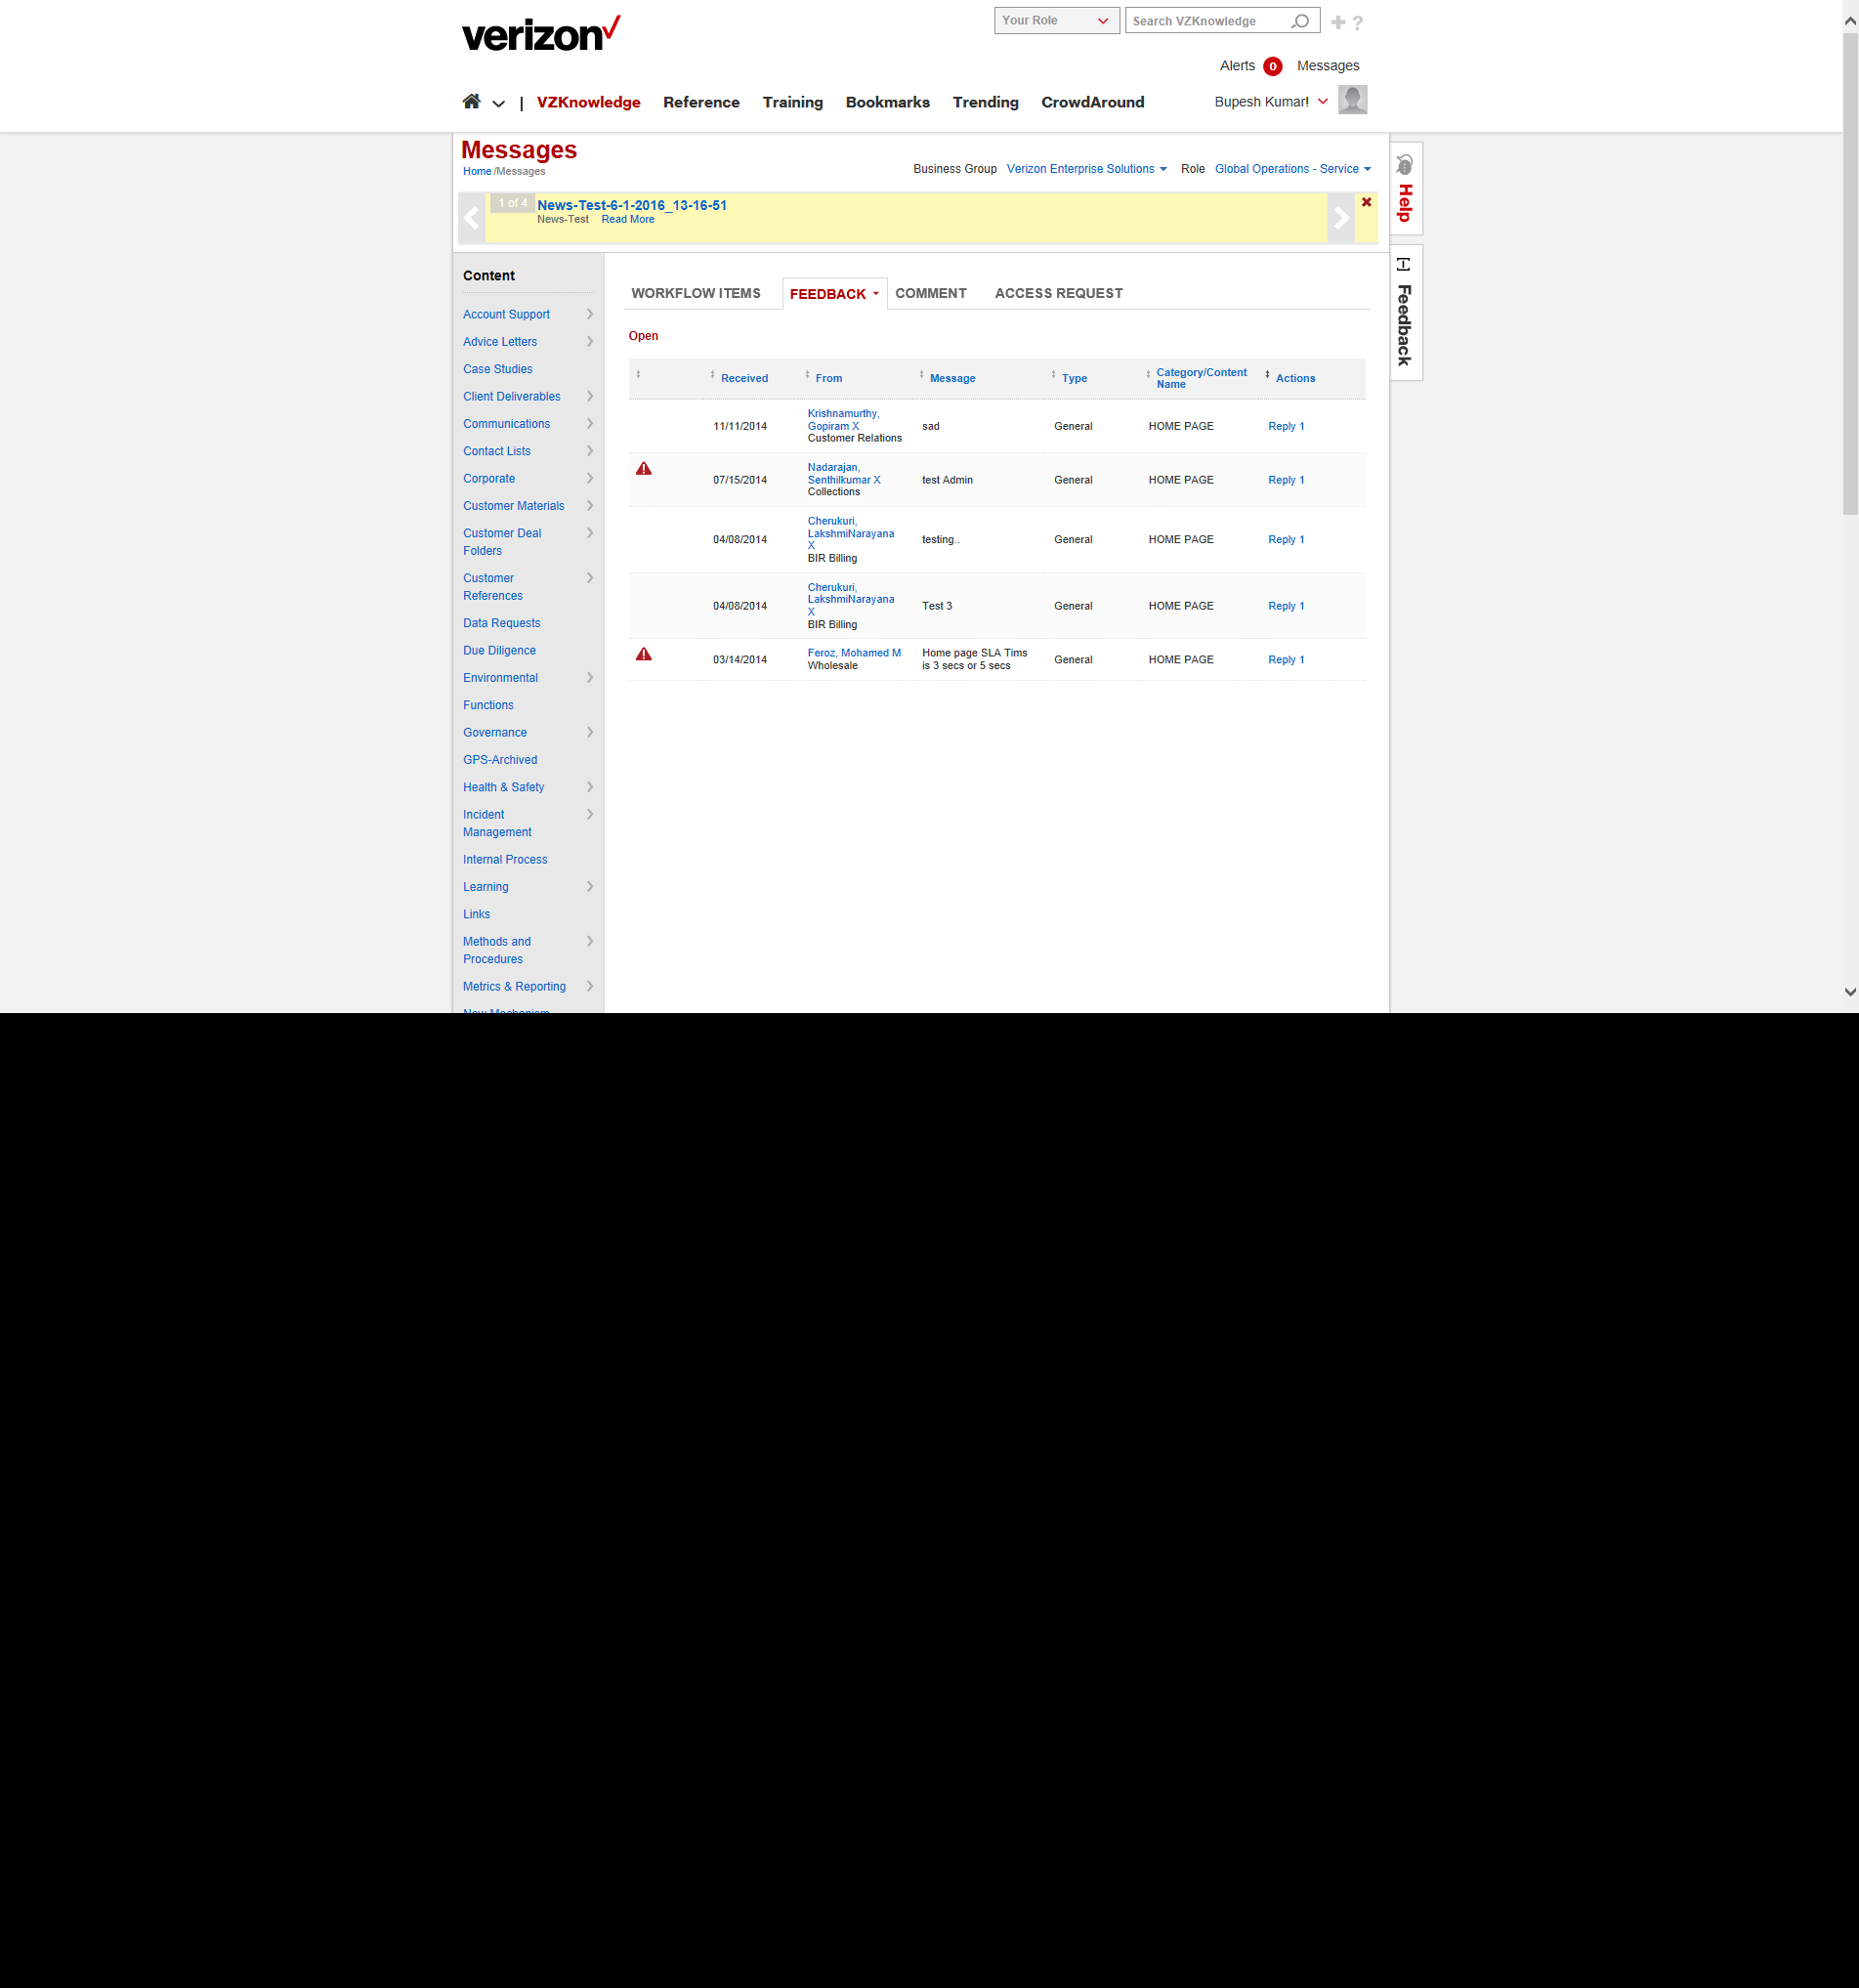 verizon
Your Role
Search VZKnowledge
?
Alerts 0 Messages
| VZKnowledge Reference Training Bookmarks Trending CrowdAround
Bupesh Kumar!
Messages
Home /Messages
Business Group Verizon Enterprise Solutions Role Global Operations - Service
1 of 4
News-Test-6-1-2016_13-16-51
News-Test Read More
Help
[-] Feedback
Content
Account Support
Advice Letters
Case Studies
Client Deliverables
Communications
Contact Lists
Corporate
Customer Materials
Customer Deal
Folders
Customer
References
Data Requests
Due Diligence
Environmental
Functions
Governance
GPS-Archived
Health & Safety
Incident
Management
Internal Process
Learning
Links
Methods and
Procedures
Metrics & Reporting
New Mechanism
WORKFLOW ITEMS FEEDBACK COMMENT ACCESS REQUEST
Open
Received From Message Type Category/Content
Name Actions
11/11/2014 Krishnamurthy,
Gopiram X
Customer Relations sad General HOME PAGE Reply 1
07/15/2014 Nadarajan,
Senthilkumar X
Collections test Admin General HOME PAGE Reply 1
04/08/2014 Cherukuri,
LakshmiNarayana
X
BIR Billing testing.. General HOME PAGE Reply 1
04/08/2014 Cherukuri,
LakshmiNarayana
X
BIR Billing Test 3 General HOME PAGE Reply 1
03/14/2014 Feroz, Mohamed M
Wholesale Home page SLA Tims
is 3 secs or 5 secs General HOME PAGE Reply 1